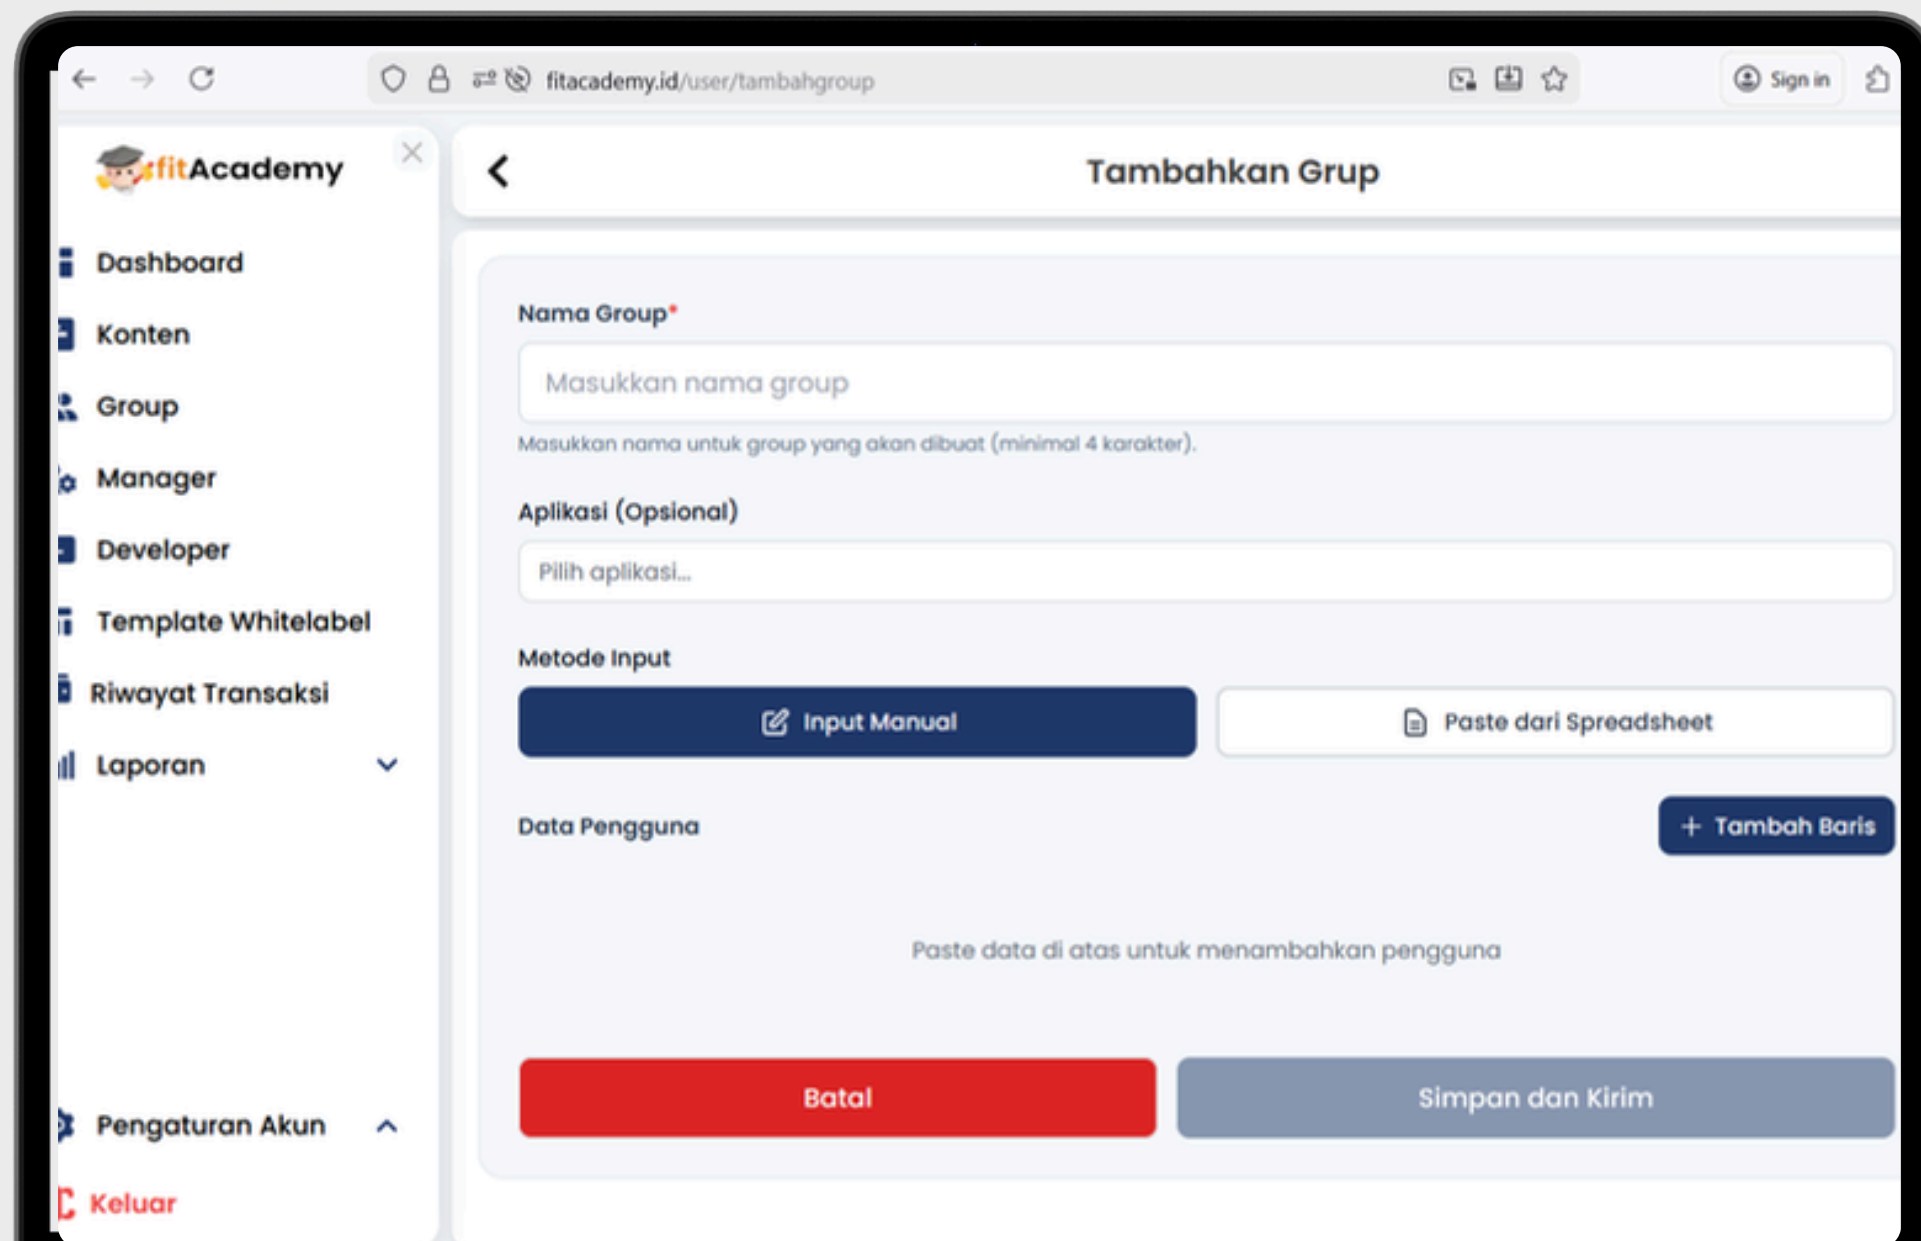 fitacademy.id/user/tambahgroup
Sign in
fitAcademy
Dashboard
Konten
Group
Manager
Developer
Template Whitelabel
Riwayat Transaksi
Laporan
Pengaturan Akun
Keluar
Tambahkan Grup
Nama Group*
Masukkan nama group
Masukkan nama untuk group yang akan dibuat (minimal 4 karakter).
Aplikasi (Opsional)
Pilih aplikasi...
Metode Input
Input Manual
Paste dari Spreadsheet
Data Pengguna
+ Tambah Baris
Paste data di atas untuk menambahkan pengguna
Batal
Simpan dan Kirim